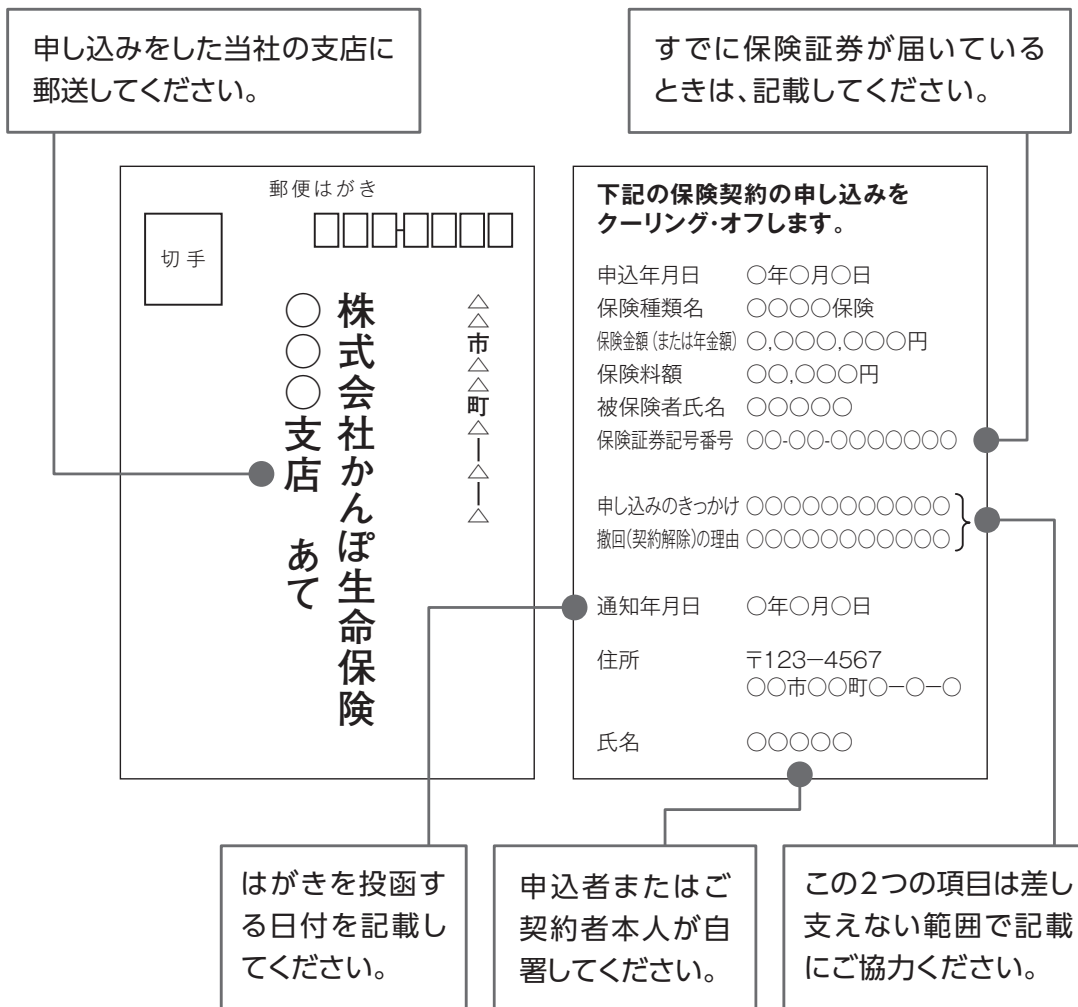 申し込みをした当社の支店に
郵送してください。
すでに保険証券が届いている
ときは、記載してください。
郵便はがき
切手
△△市△△町△ー△ー△
株式会社かんぽ生命保険
○○○支店 あて
下記の保険契約の申し込みを
クーリング・オフします。
申込年月日 ○年○月○日
保険種類名 ○○○○保険
保険金額(または年金額) ○,○○○,○○○円
保険料額 ○○,○○○円
被保険者氏名 ○○○○○
保険証券記号番号 ○○-○○-○○○○○○○
申し込みのきっかけ ○○○○○○○○○○○
撤回(契約解除)の理由 ○○○○○○○○○○○
通知年月日 ○年○月○日
住所 〒123−4567
○○市○○町○−○−○
氏名 ○○○○○
はがきを投函す
る日付を記載し
てください。
申込者またはご
契約者本人が自
署してください。
この2つの項目は差し
支えない範囲で記載
にご協力ください。